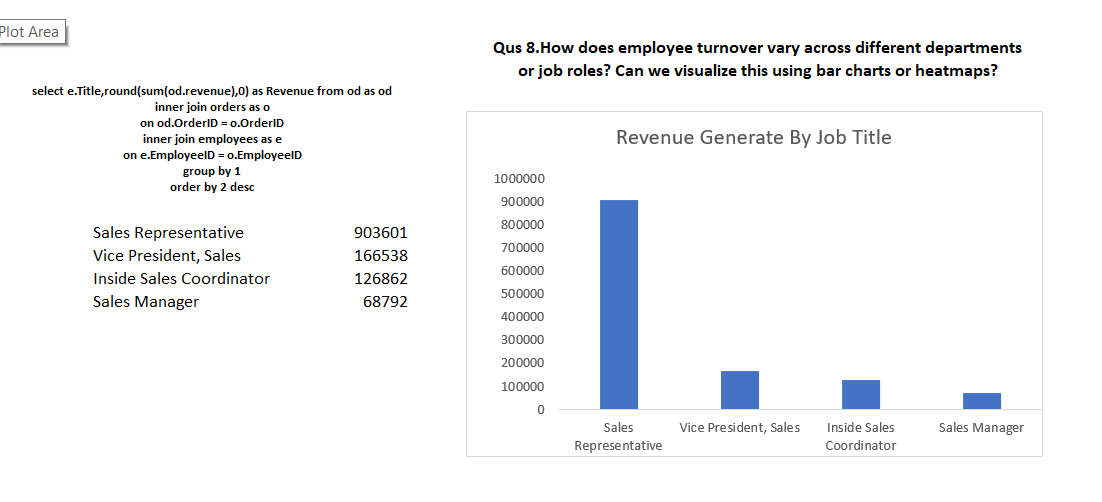 Plot Area
Qus 8.How does employee turnover vary across different departments
or job roles? Can we visualize this using bar charts or heatmaps?
select e.Title,round(sum(od.revenue),0) as Revenue from od as od
inner join orders as o
on od.OrderID = o.OrderID
inner join employees as e
on e.EmployeeID = o.EmployeeID
group by 1
order by 2 desc
Sales Representative 903601
Vice President, Sales 166538
Inside Sales Coordinator 126862
Sales Manager 68792
Revenue Generate By Job Title
1000000
900000
800000
700000
600000
500000
400000
300000
200000
100000
0
Sales
Representative
Vice President, Sales
Inside Sales
Coordinator
Sales Manager